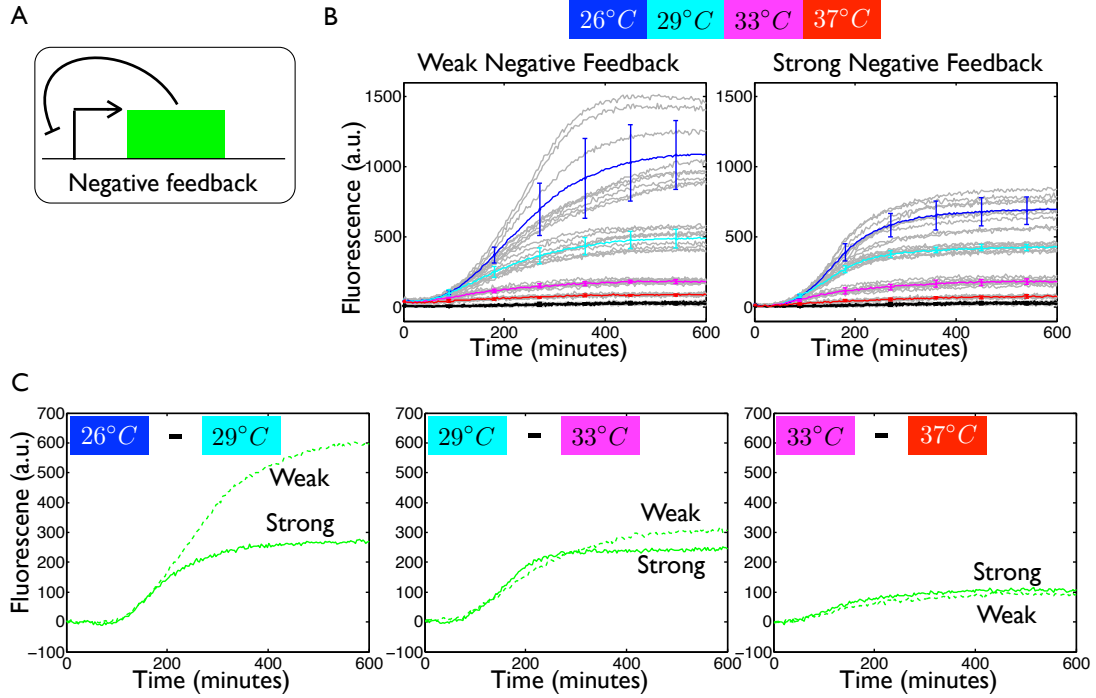 A
Negative feedback
B
26°C 29°C 33°C 37°C
Weak Negative Feedback
Strong Negative Feedback
Fluorescence (a.u.)
1500
1000
500
0
0 200 400 600
Time (minutes)
0 200 400 600
Time (minutes)
C
Fluorescene (a.u.)
700
600
500
400
300
200
100
0
−100
26°C - 29°C
Weak
Strong
0 200 400 600
Time (minutes)
700
600
500
400
300
200
100
0
−100
29°C - 33°C
Weak
Strong
0 200 400 600
Time (minutes)
700
600
500
400
300
200
100
0
−100
33°C - 37°C
Strong
Weak
0 200 400 600
Time (minutes)